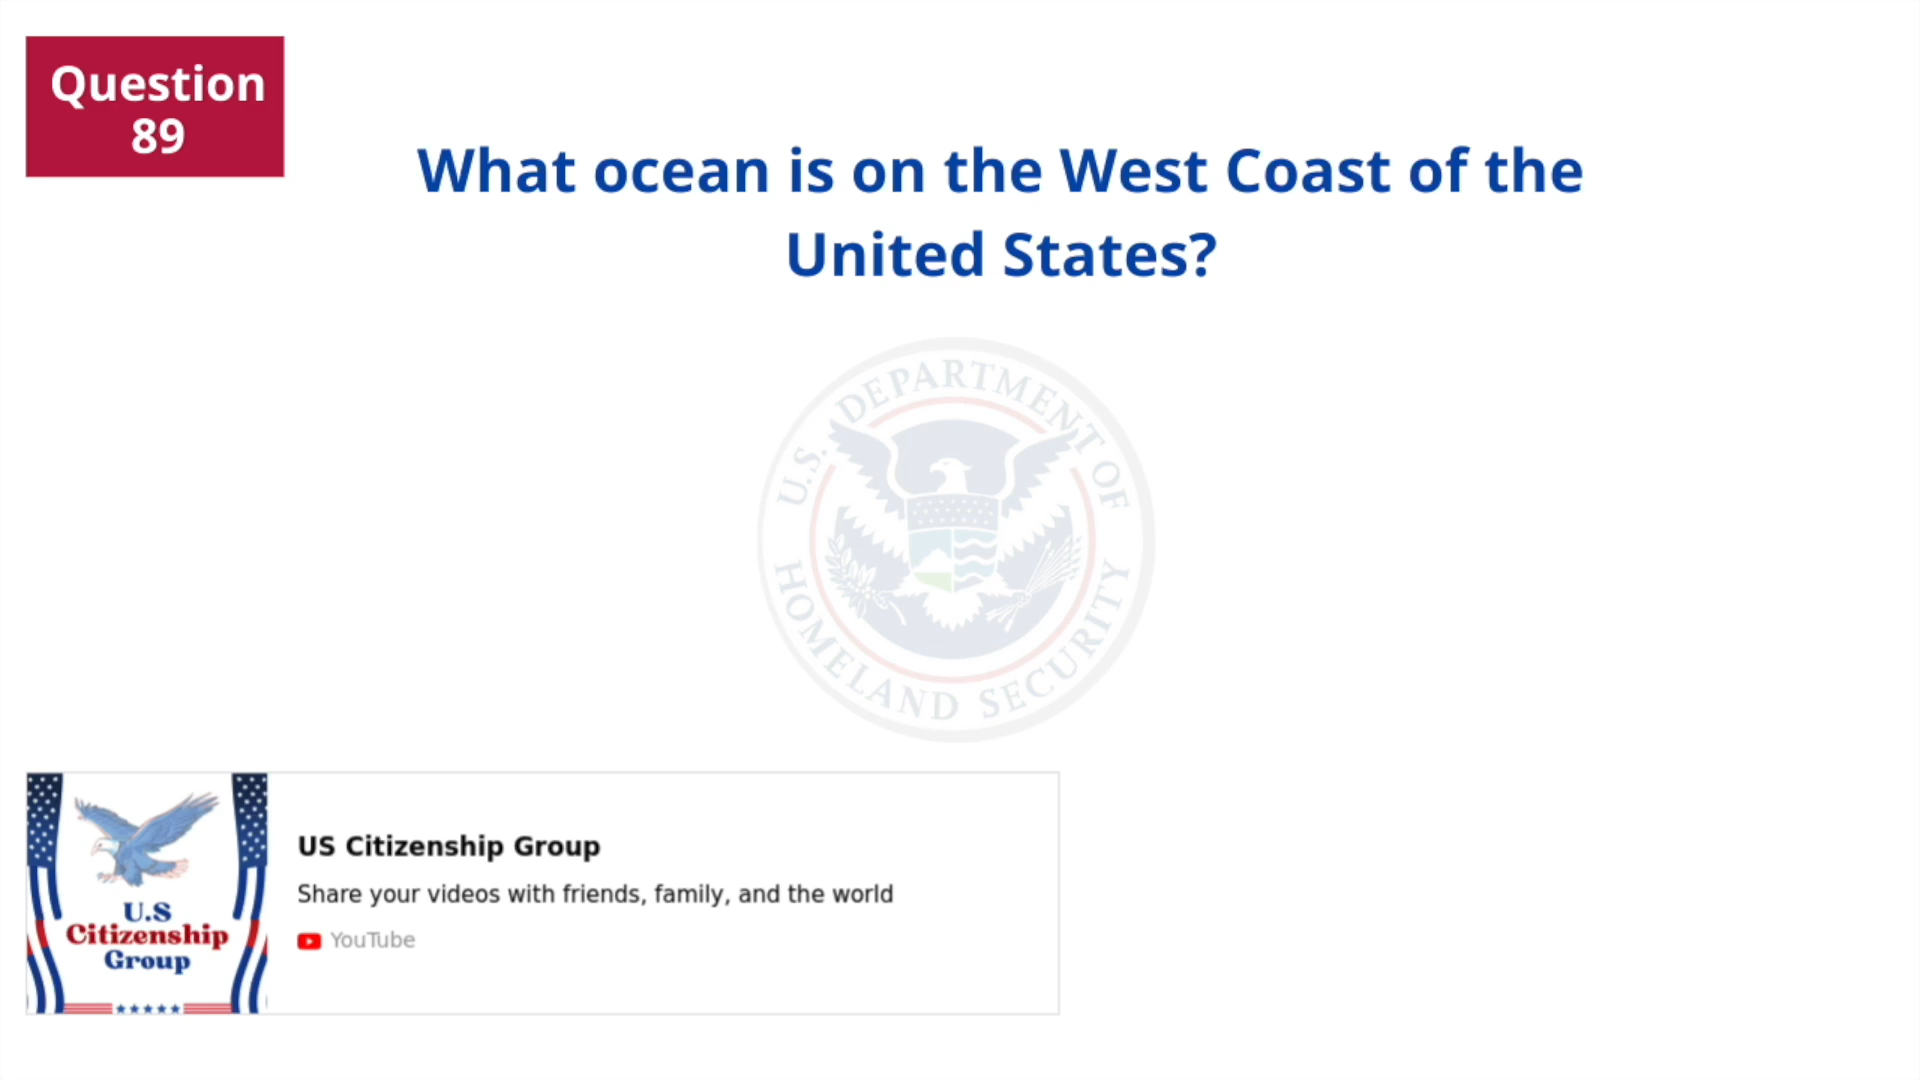 Question
89
What ocean is on the West Coast of the
United States?
U.S. DEPARTMENT OF
HOMELAND SECURITY
U.S
Citizenship
Group
US Citizenship Group
Share your videos with friends, family, and the world
YouTube